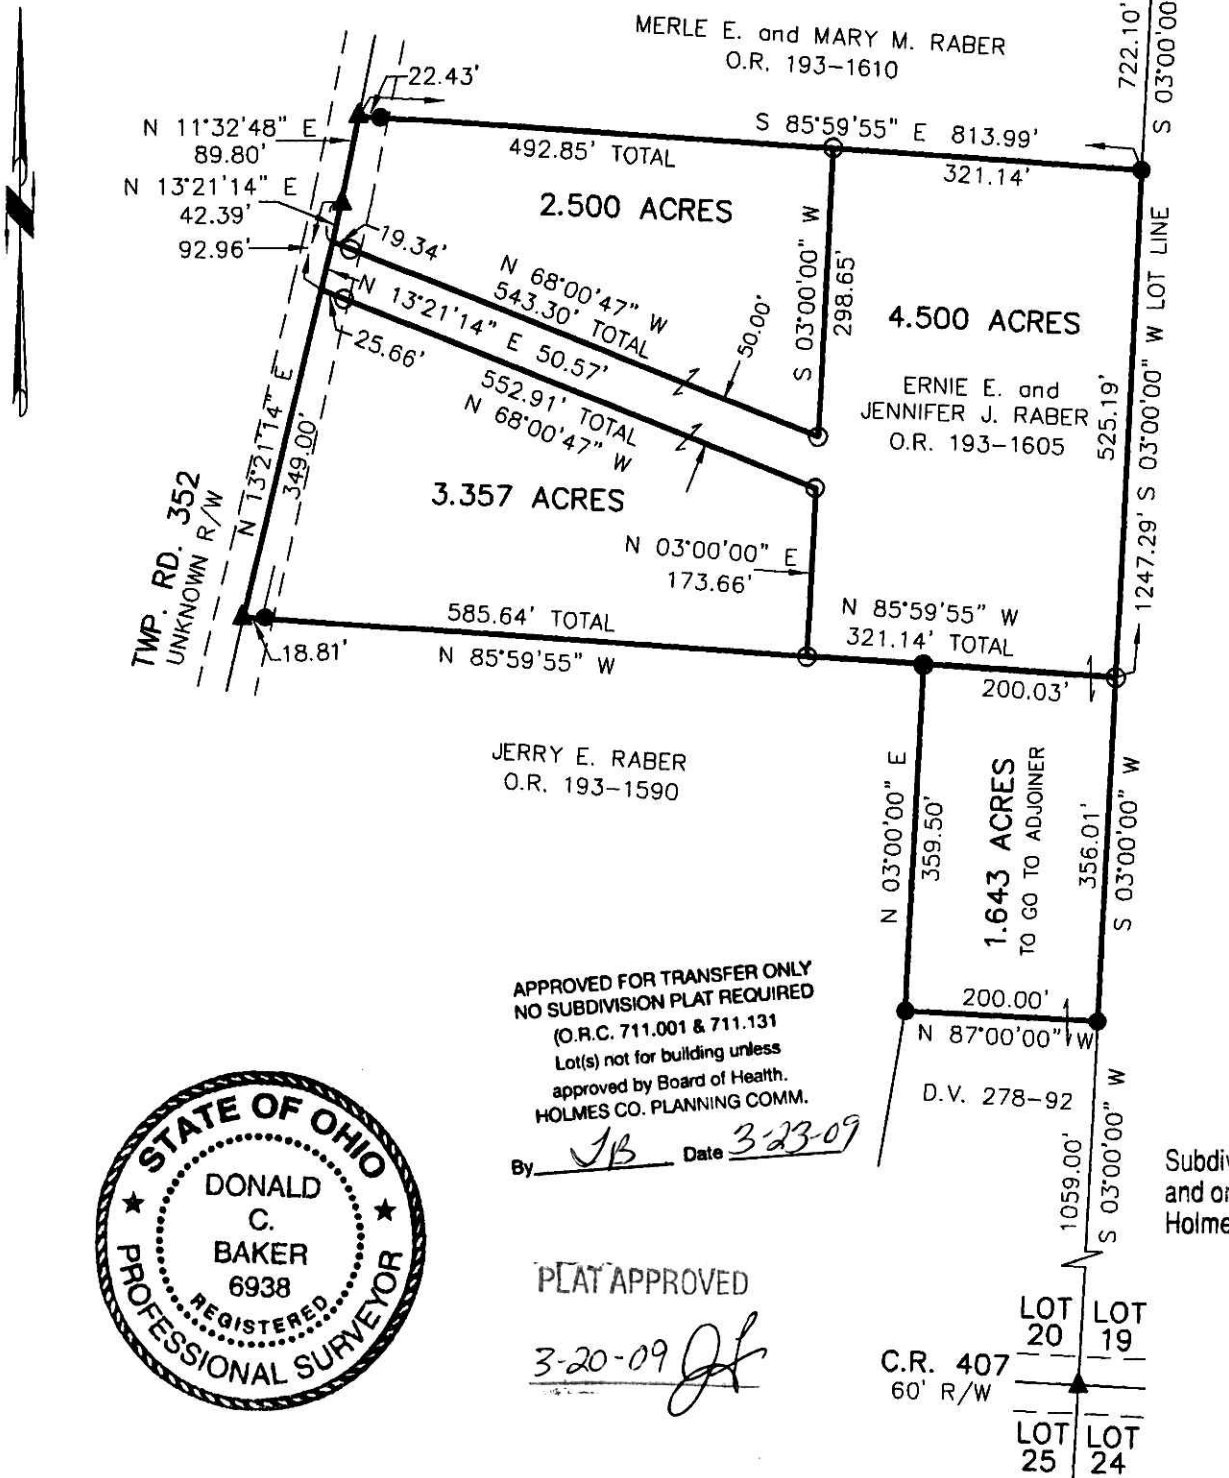 MERLE E. and MARY M. RABER
O.R. 193-1610
722.10'
S 03°00'00
22.43'
N 11°32'48" E
89.80'
S 85°59'55" E 813.99'
492.85' TOTAL
321.14'
N 13°21'14" E
42.39'
92.96'
2.500 ACRES
19.34'
N 68°00'47" W
543.30' TOTAL
S 03°00'00" W
298.65'
50.00'
4.500 ACRES
ERNIE E. and
JENNIFER J. RABER
O.R. 193-1605
525.19'
1247.29' S 03°00'00" W LOT LINE
N 13°21'14" E 50.57'
25.66'
552.91' TOTAL
N 68°00'47" W
N 13°21'14" E
349.00'
3.357 ACRES
TWP. RD. 352
UNKNOWN R/W
N 03°00'00" E
173.66'
585.64' TOTAL
N 85°59'55" W
18.81'
N 85°59'55" W
321.14' TOTAL
200.03'
JERRY E. RABER
O.R. 193-1590
N 03°00'00" E
359.50'
1.643 ACRES
TO GO TO ADJOINER
356.01'
S 03°00'00" W
200.00'
N 87°00'00" W
D.V. 278-92
1059.00'
S 03°00'00" W
APPROVED FOR TRANSFER ONLY
NO SUBDIVISION PLAT REQUIRED
(O.R.C. 711.001 & 711.131
Lot(s) not for building unless
approved by Board of Health.
HOLMES CO. PLANNING COMM.
By JB Date 3-23-09
Subdiv
and or
Holme
STATE OF OHIO
DONALD
C.
BAKER
6938
REGISTERED
PROFESSIONAL SURVEYOR
PLAT APPROVED
3-20-09
LOT LOT
20 19
C.R. 407
60' R/W
LOT LOT
25 24